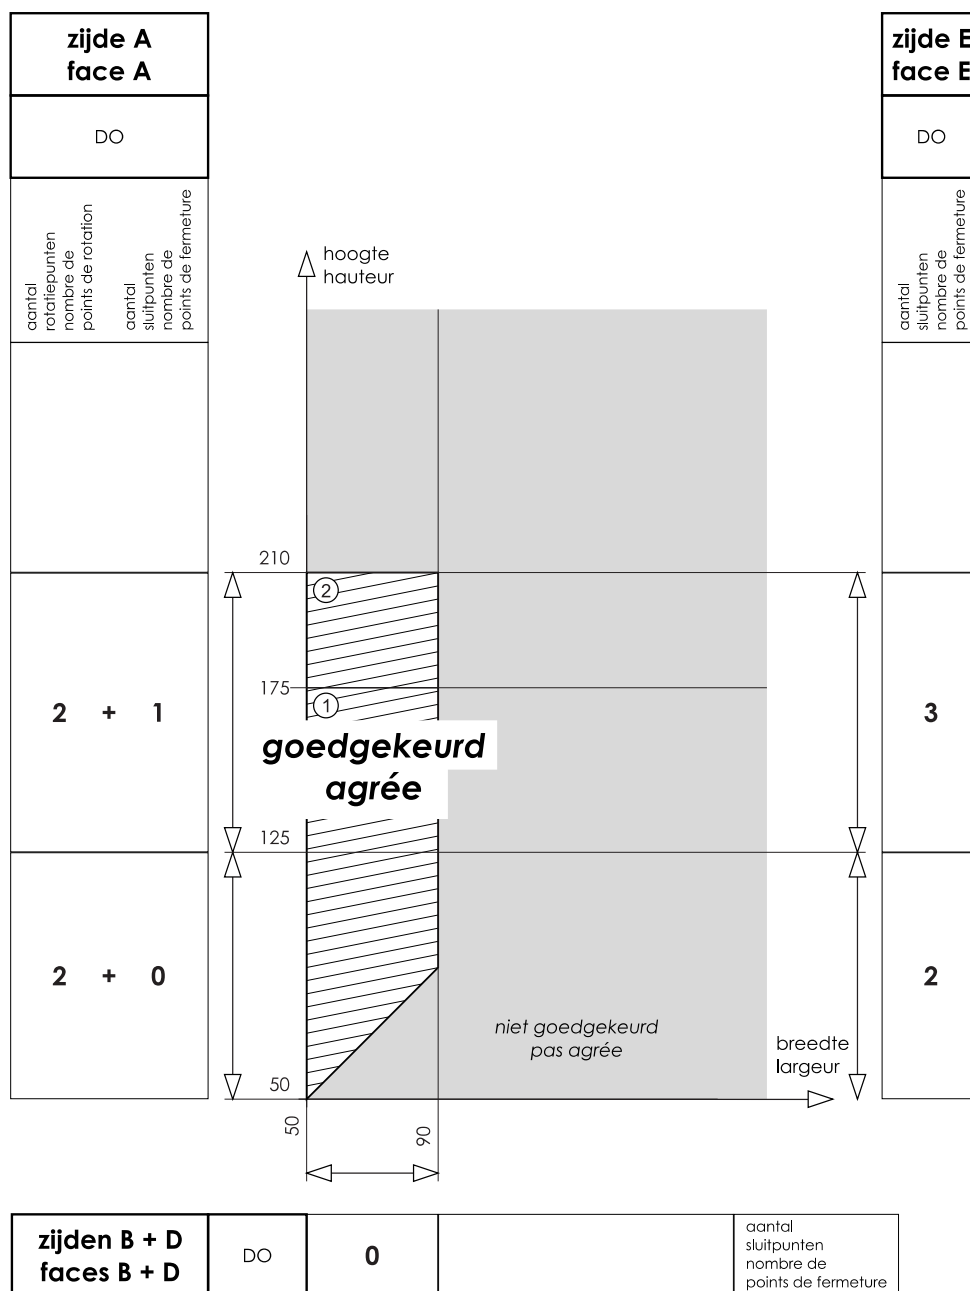 zijde A
face A
DO
aantal
rotatiepunten
nombre de
points de rotation
aantal
sluitpunten
nombre de
points de fermeture
zijde E
face E
DO
aantal
sluitpunten
nombre de
points de fermeture
hoogte
hauteur
210
2
175
1
2 + 1
3
goedgekeurd
agrée
125
2 + 0
2
niet goedgekeurd
pas agrée
breedte
largeur
50
50
90
zijden B + D
faces B + D
DO
0
aantal
sluitpunten
nombre de
points de fermeture